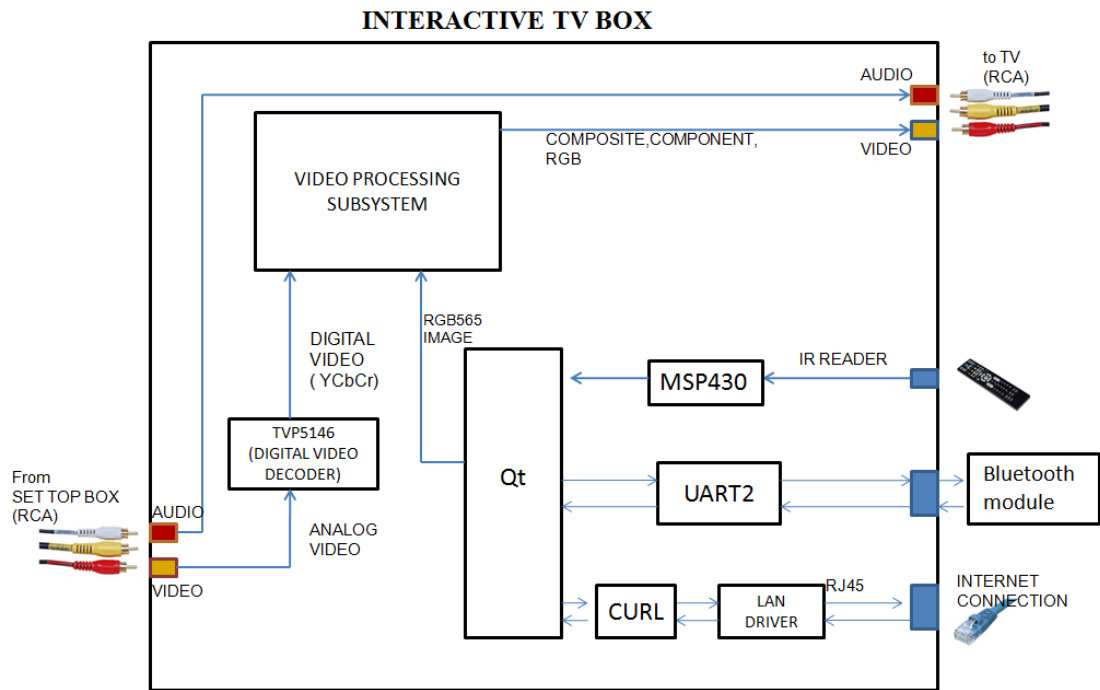 INTERACTIVE TV BOX
to TV
(RCA)
AUDIO
VIDEO
COMPOSITE,COMPONENT,
RGB
VIDEO PROCESSING
SUBSYSTEM
RGB565
IMAGE
DIGITAL
VIDEO
( YCbCr)
IR READER
MSP430
TVP5146
(DIGITAL VIDEO
DECODER)
Qt
UART2
Bluetooth
module
From
SET TOP BOX
(RCA)
AUDIO
ANALOG
VIDEO
VIDEO
CURL
LAN
DRIVER
RJ45
INTERNET
CONNECTION